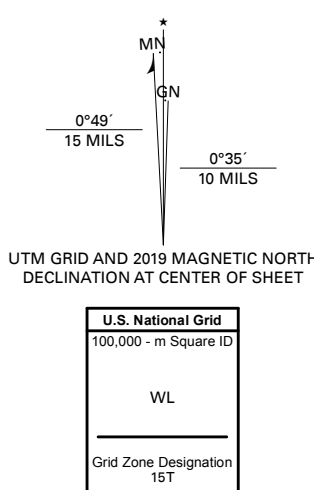 MN
GN
0°49´
15 MILS
0°35´
10 MILS
UTM GRID AND 2019 MAGNETIC NORTH
DECLINATION AT CENTER OF SHEET
U.S. National Grid
100,000 - m Square ID
WL
Grid Zone Designation
15T